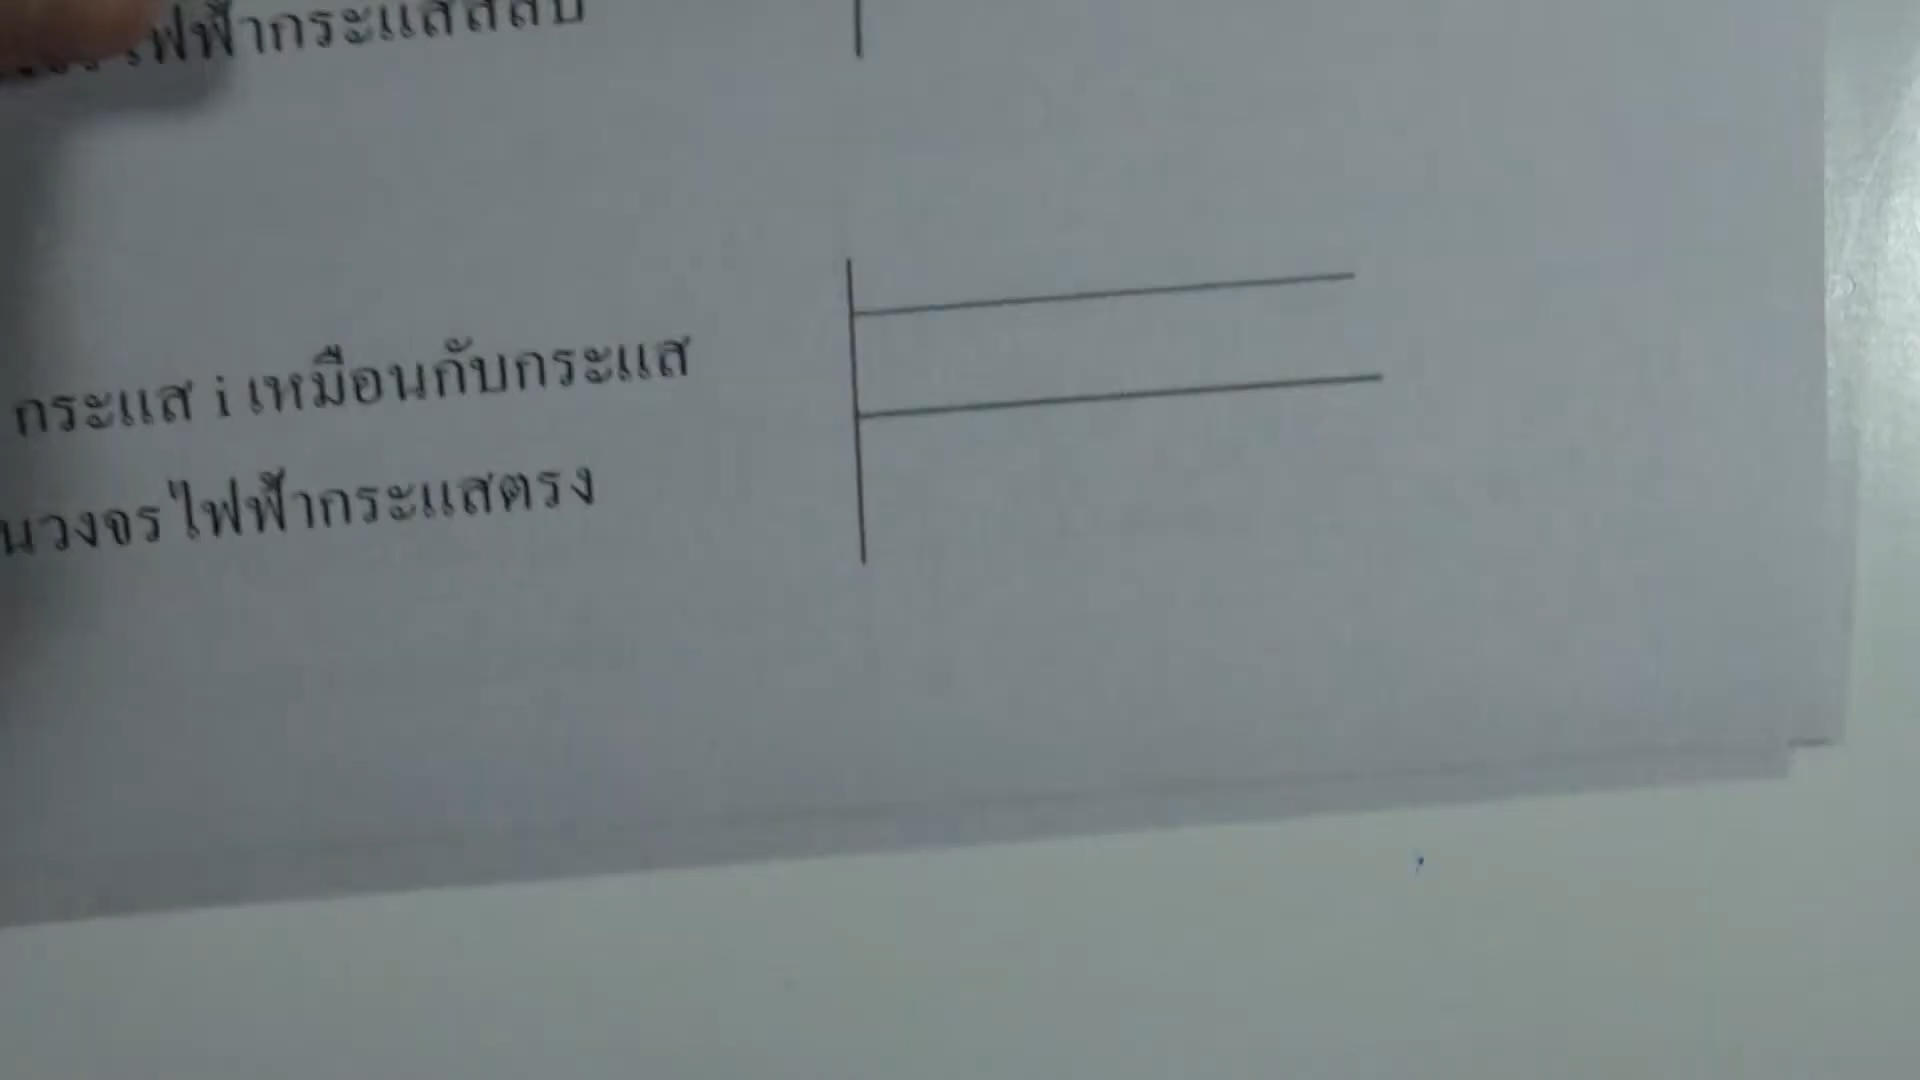 ไฟฟ้ากระแสสลับ
กระแส i เหมือนกับกระแส
นวงจรไฟฟ้ากระแสตรง